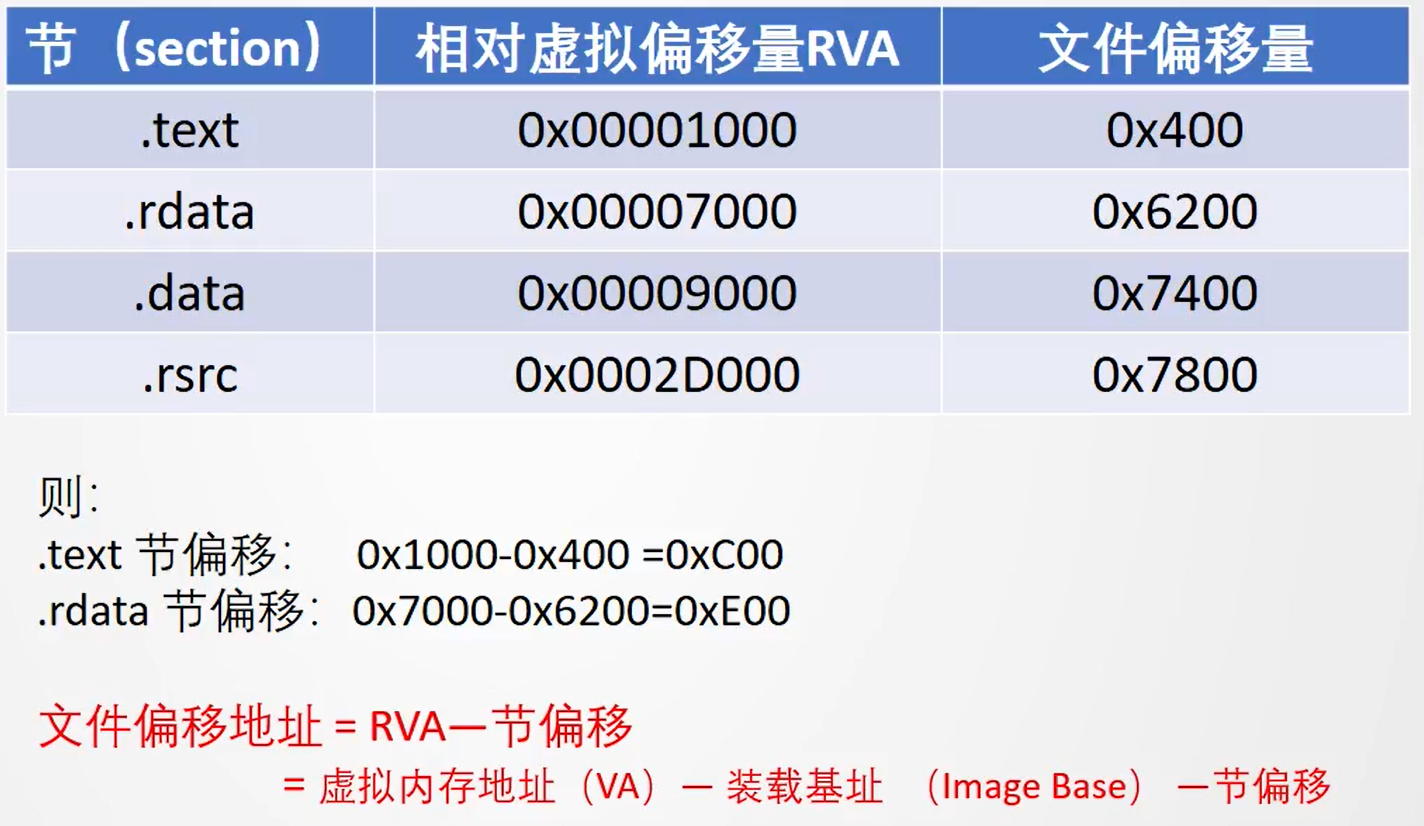 节（section） 相对虚拟偏移量RVA 文件偏移量
.text 0x00001000 0x400
.rdata 0x00007000 0x6200
.data 0x00009000 0x7400
.rsrc 0x0002D000 0x7800
则：
.text 节偏移： 0x1000-0x400 =0xC00
.rdata 节偏移： 0x7000-0x6200=0xE00
文件偏移地址 = RVA—节偏移
= 虚拟内存地址（VA）— 装载基址 （Image Base） —节偏移